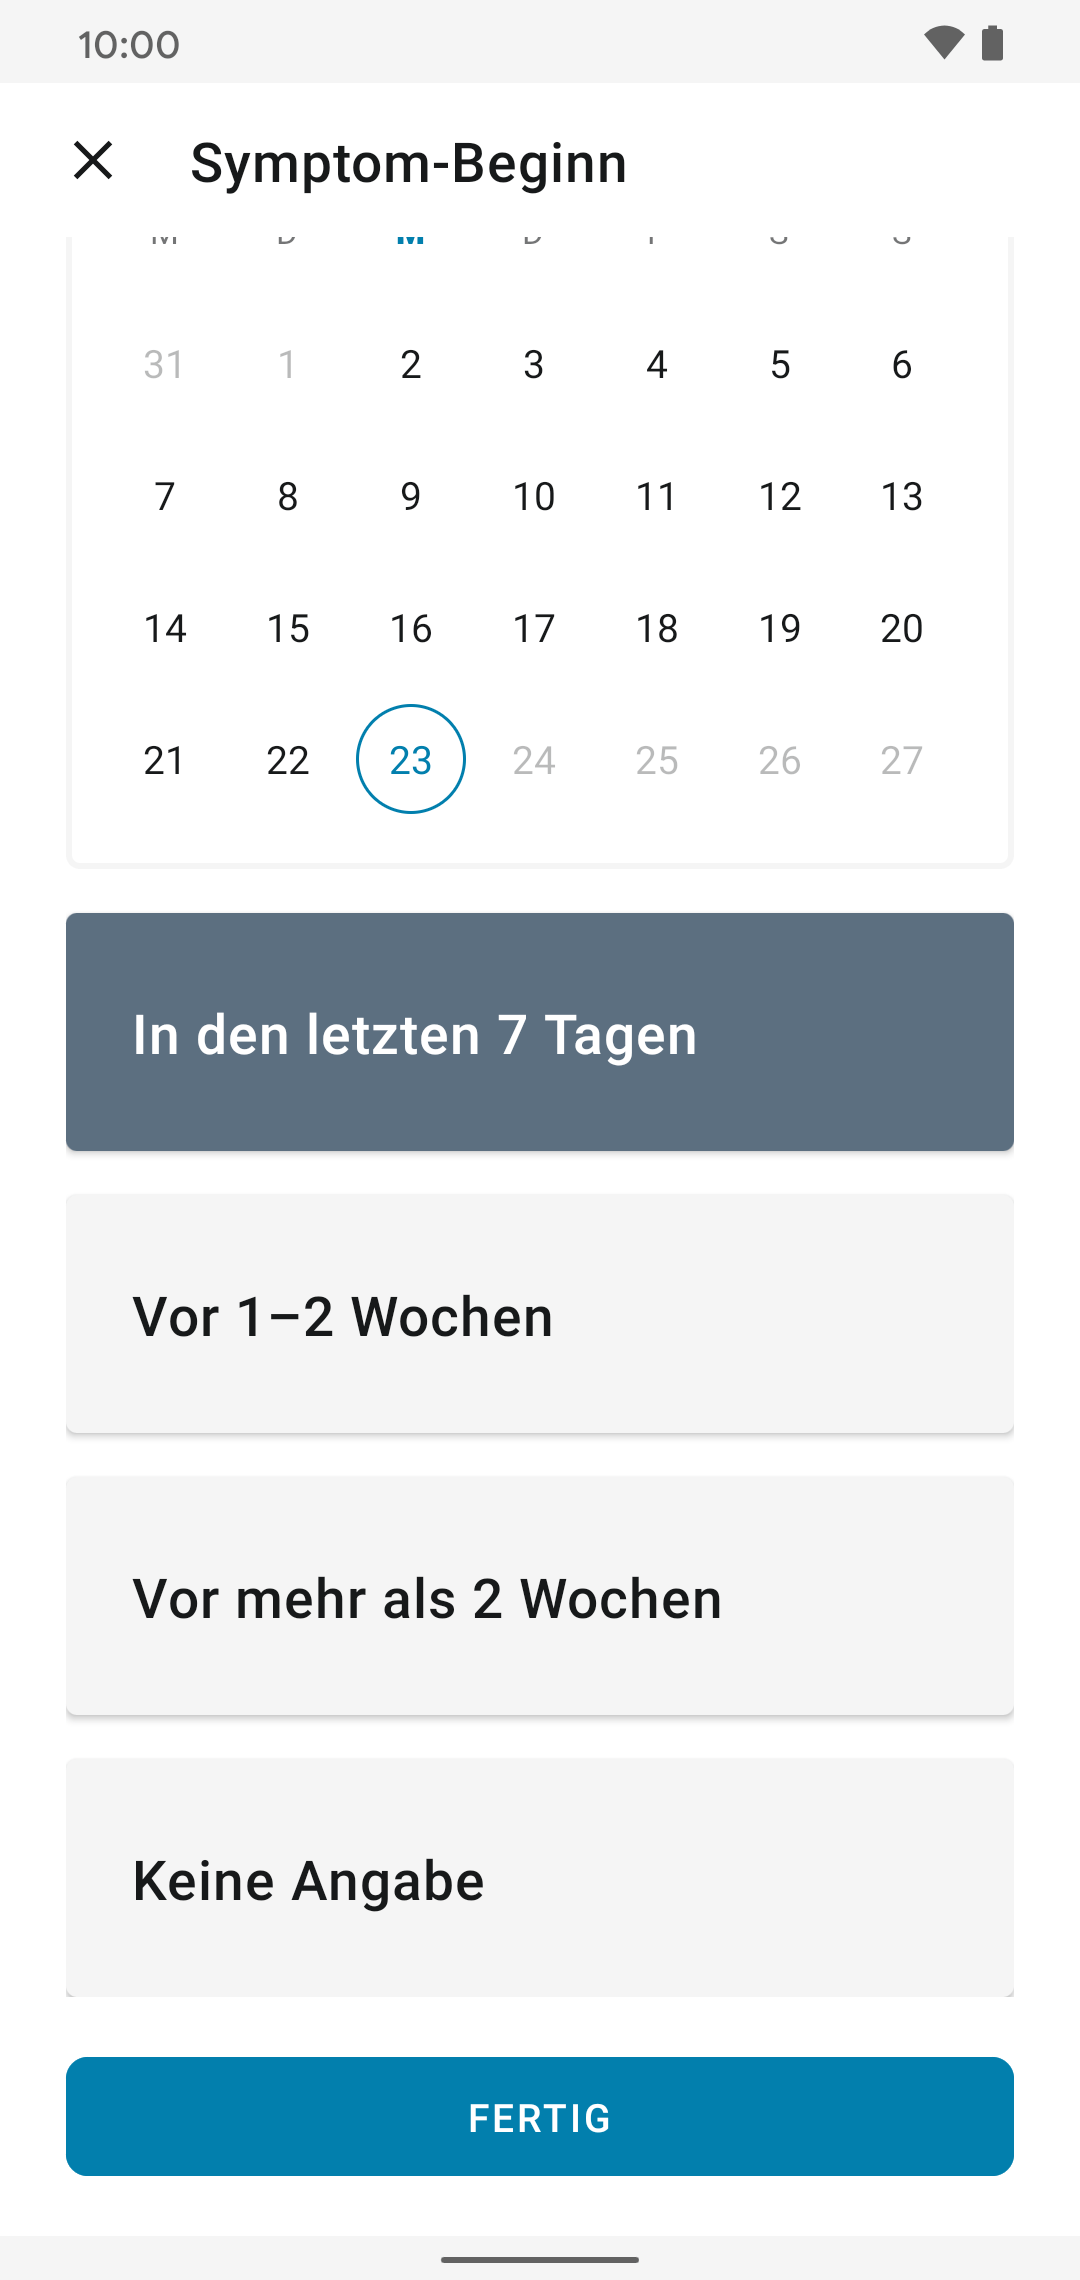 10:00
Symptom-Beginn
M D M D F S S
31 1 2 3 4 5 6
7 8 9 10 11 12 13
14 15 16 17 18 19 20
21 22 23 24 25 26 27
In den letzten 7 Tagen
Vor 1–2 Wochen
Vor mehr als 2 Wochen
Keine Angabe
FERTIG